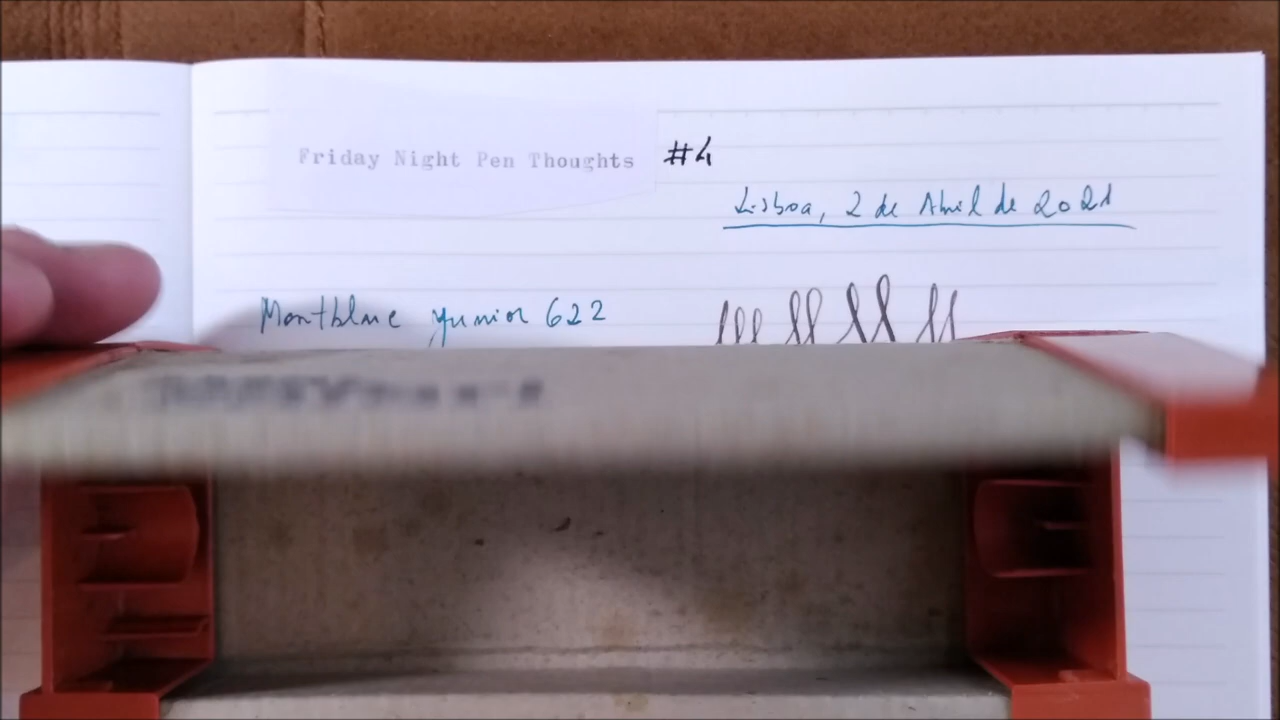 Friday Night Pen Thoughts #4
Lisboa, 2 de Abril de 2021
Montblanc Junior 622